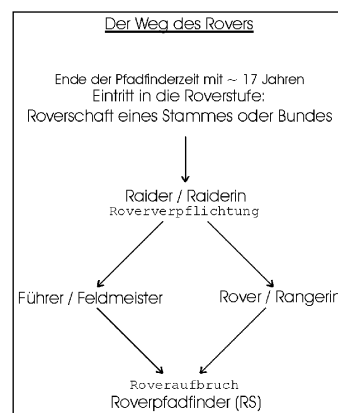 Der Weg des Rovers
Ende der Pfadfinderzeit mit ~ 17 Jahren
Eintritt in die Roverstufe:
Roverschaft eines Stammes oder Bundes
Raider / Raiderin
Roververpflichtung
Führer / Feldmeister
Rover / Rangerin
Roveraufbruch
Roverpfadfinder (RS)